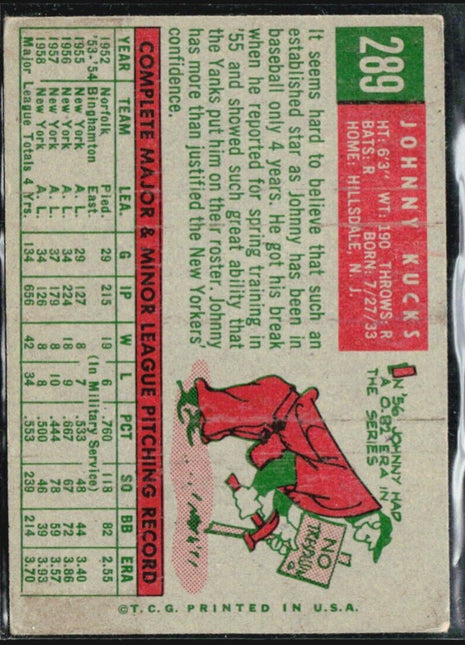 289
JOHNNY KUCKS
HT: 6'3" WT: 190 THROWS: R
BATS: R BORN: 7/27/33
HOME: HILLSDALE, N. J.
It seems hard to believe that such an
established star as Johnny has been in
baseball only 4 years. He got his break
when he reported for spring training in
'55 and showed such great ability that
the Yanks put him on their roster. Johnny
has more than justified the New Yorkers'
confidence.
IN '56, JOHNNY HAD
A 0.82 ERA IN
THE SERIES
NO
TRESPASSIN'
COMPLETE MAJOR & MINOR LEAGUE PITCHING RECORD
YEAR TEAM LEA. G IP W L PCT SO BB ERA
1952 Norfolk Pied. 29 215 18 6 .750 118 82 2.55
'53-'54 Binghamton East. (In Military Service)
1955 New York A. L. 29 127 8 7 .533 48 44 3.40
1956 New York A. L. 34 224 18 9 .667 67 72 3.86
1957 New York A. L. 37 179 8 10 .444 78 59 3.56
1958 New York A. L. 34 126 8 8 .500 46 39 3.93
Major League Totals 4 Yrs. 134 656 42 34 .553 239 214 3.70
©T.C.G. PRINTED IN U.S.A.